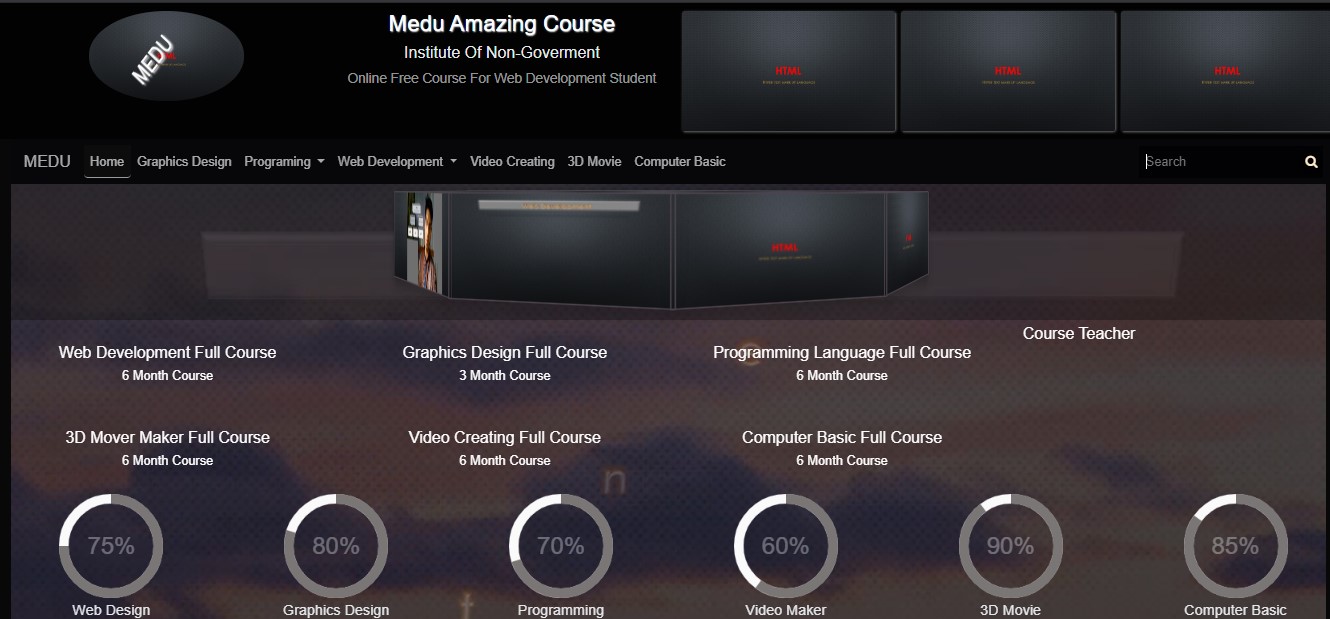 MEDU
Medu Amazing Course
Institute Of Non-Goverment
Online Free Course For Web Development Student
HTML
HTML
HTML
MEDU
Home
Graphics Design
Programing
Web Development
Video Creating
3D Movie
Computer Basic
Search
HTML
Course Teacher
Web Development Full Course
6 Month Course
Graphics Design Full Course
3 Month Course
Programming Language Full Course
6 Month Course
3D Mover Maker Full Course
6 Month Course
Video Creating Full Course
6 Month Course
Computer Basic Full Course
6 Month Course
e
n
t
75%
Web Design
80%
Graphics Design
70%
Programming
60%
Video Maker
90%
3D Movie
85%
Computer Basic